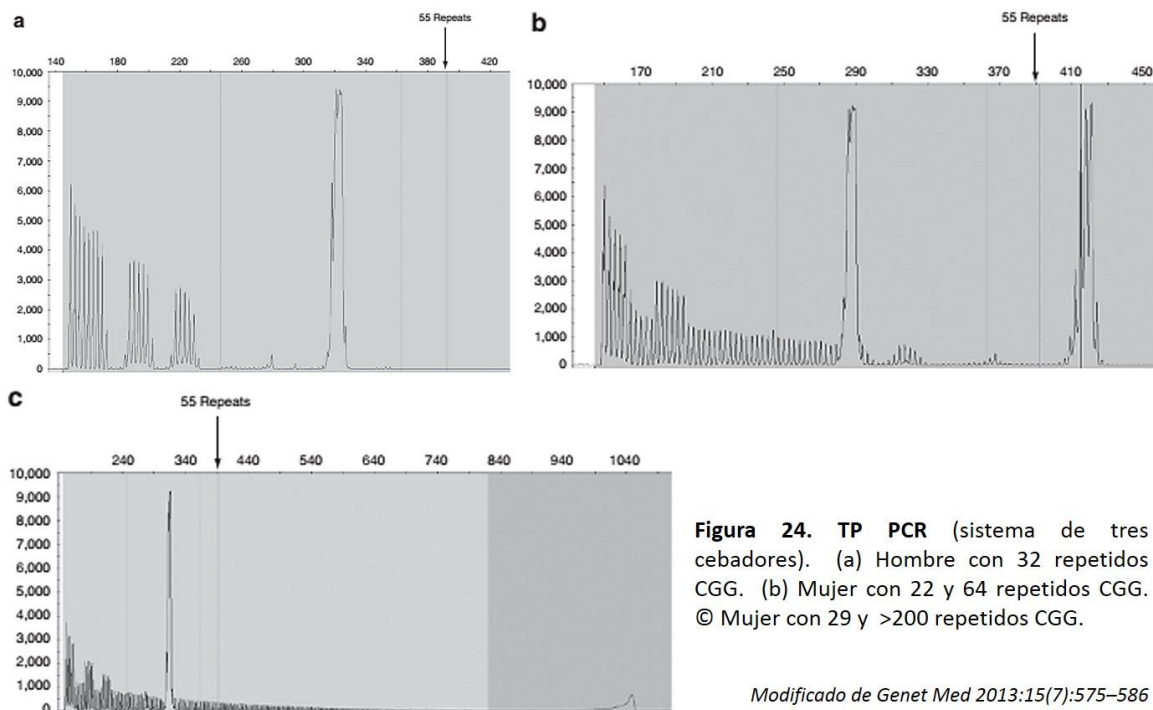 a
55 Repeats
140 180 220 260 300 340 380 420
10,000
9,000
8,000
7,000
6,000
5,000
4,000
3,000
2,000
1,000
0
b
55 Repeats
170 210 250 290 330 370 410 450
10,000
9,000
8,000
7,000
6,000
5,000
4,000
3,000
2,000
1,000
0
c
55 Repeats
240 340 440 540 640 740 840 940 1040
10,000
9,000
8,000
7,000
6,000
5,000
4,000
3,000
2,000
1,000
0
Figura 24. TP PCR (sistema de tres
cebadores). (a) Hombre con 32 repetidos
CGG. (b) Mujer con 22 y 64 repetidos CGG.
© Mujer con 29 y >200 repetidos CGG.
Modificado de Genet Med 2013:15(7):575–586